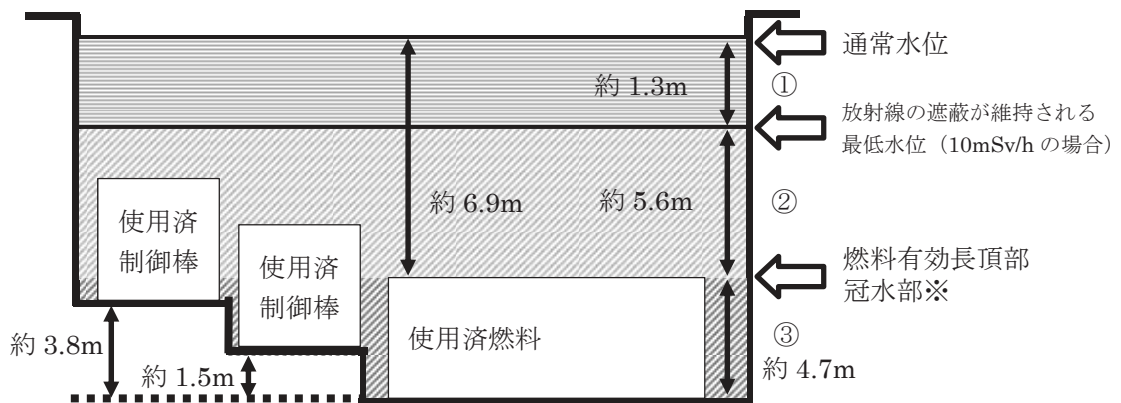 通常水位
約 1.3m
①
放射線の遮蔽が維持される
最低水位（10mSv/h の場合）
使用済
制御棒
約 6.9m
約 5.6m
②
使用済
制御棒
燃料有効長頂部
冠水部※
使用済燃料
③
約 3.8m
約 1.5m
約 4.7m